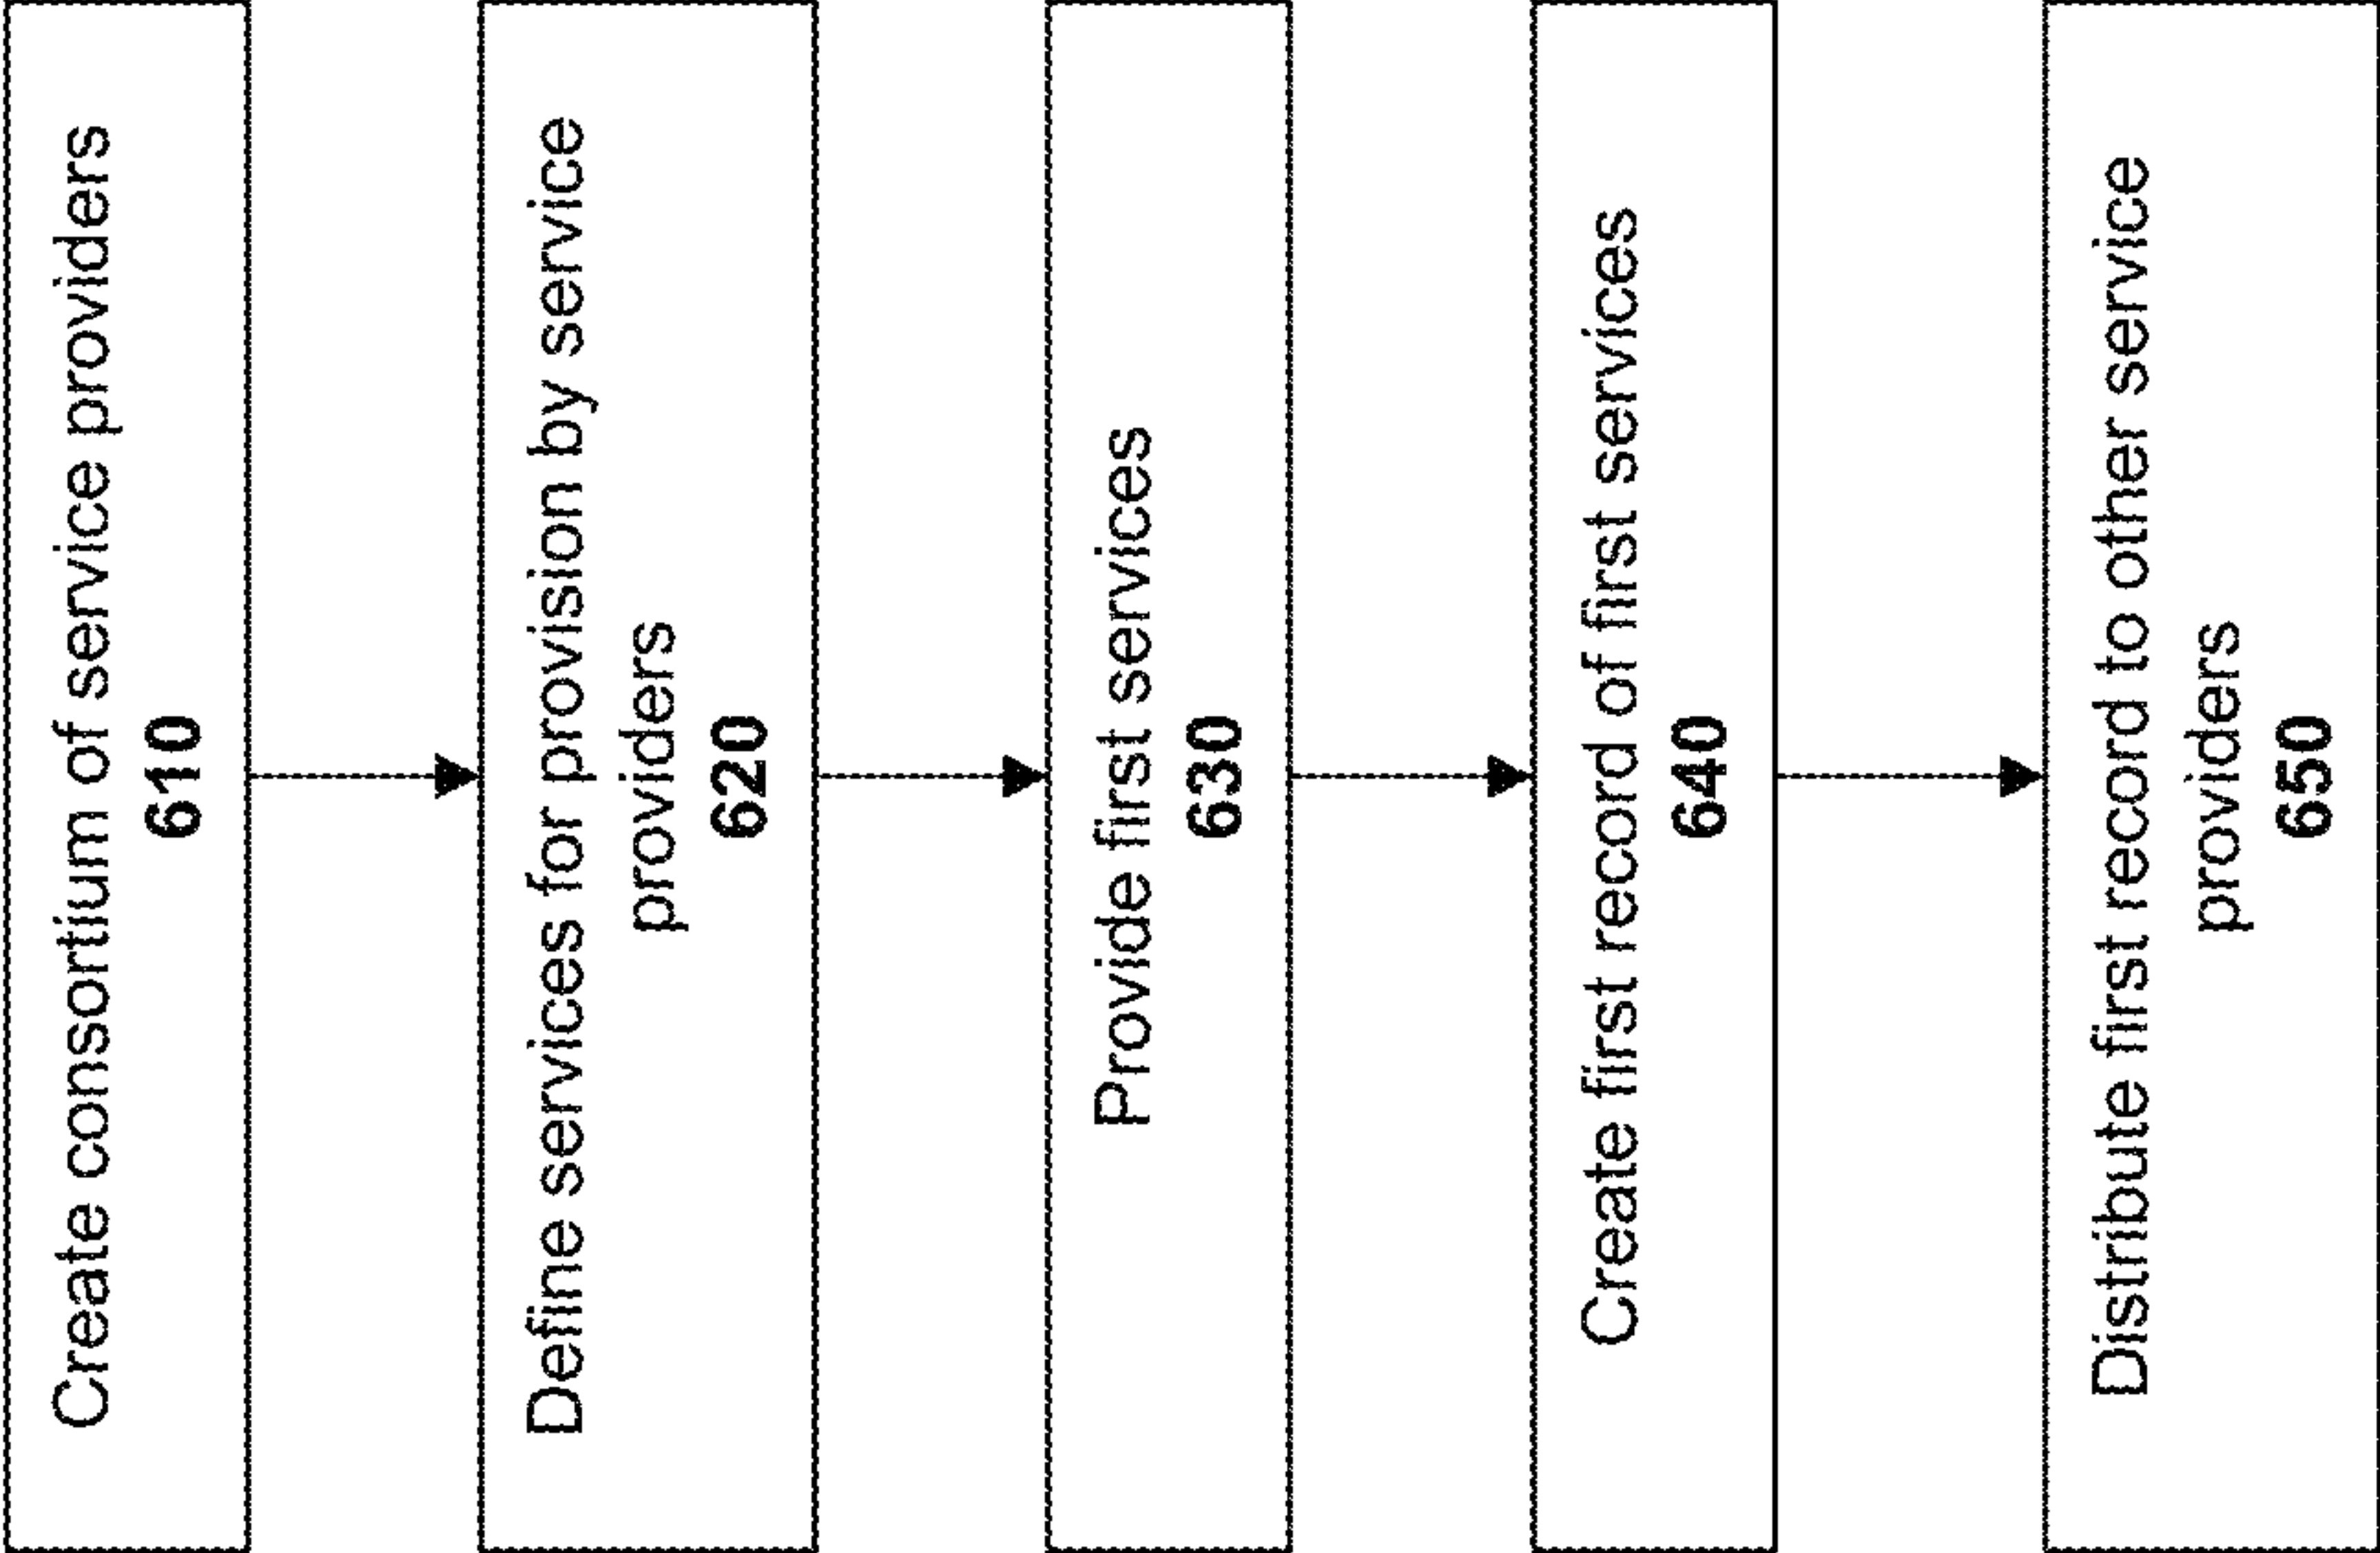 Create consortium of service providers
610
Define services for provision by service
providers
620
Provide first services
630
Create first record of first services
640
Distribute first record to other service
providers
650